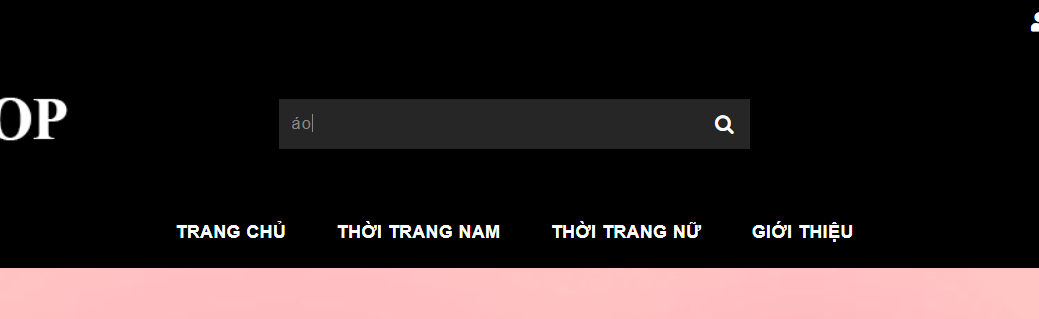 OP
áo
TRANG CHỦ THỜI TRANG NAM THỜI TRANG NỮ GIỚI THIỆU